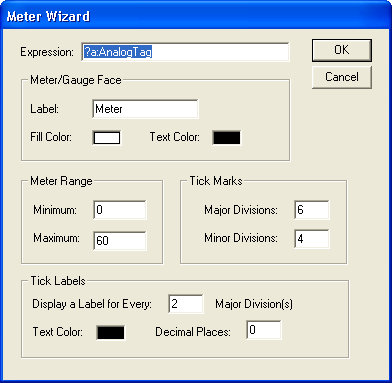 Meter Wizard
Expression: ?a:AnalogTag OK
Cancel
Meter/Gauge Face
Label: Meter
Fill Color: Text Color:
Meter Range Tick Marks
Minimum: 0 Major Divisions: 6
Maximum: 60 Minor Divisions: 4
Tick Labels
Display a Label for Every: 2 Major Division(s)
Text Color: Decimal Places: 0